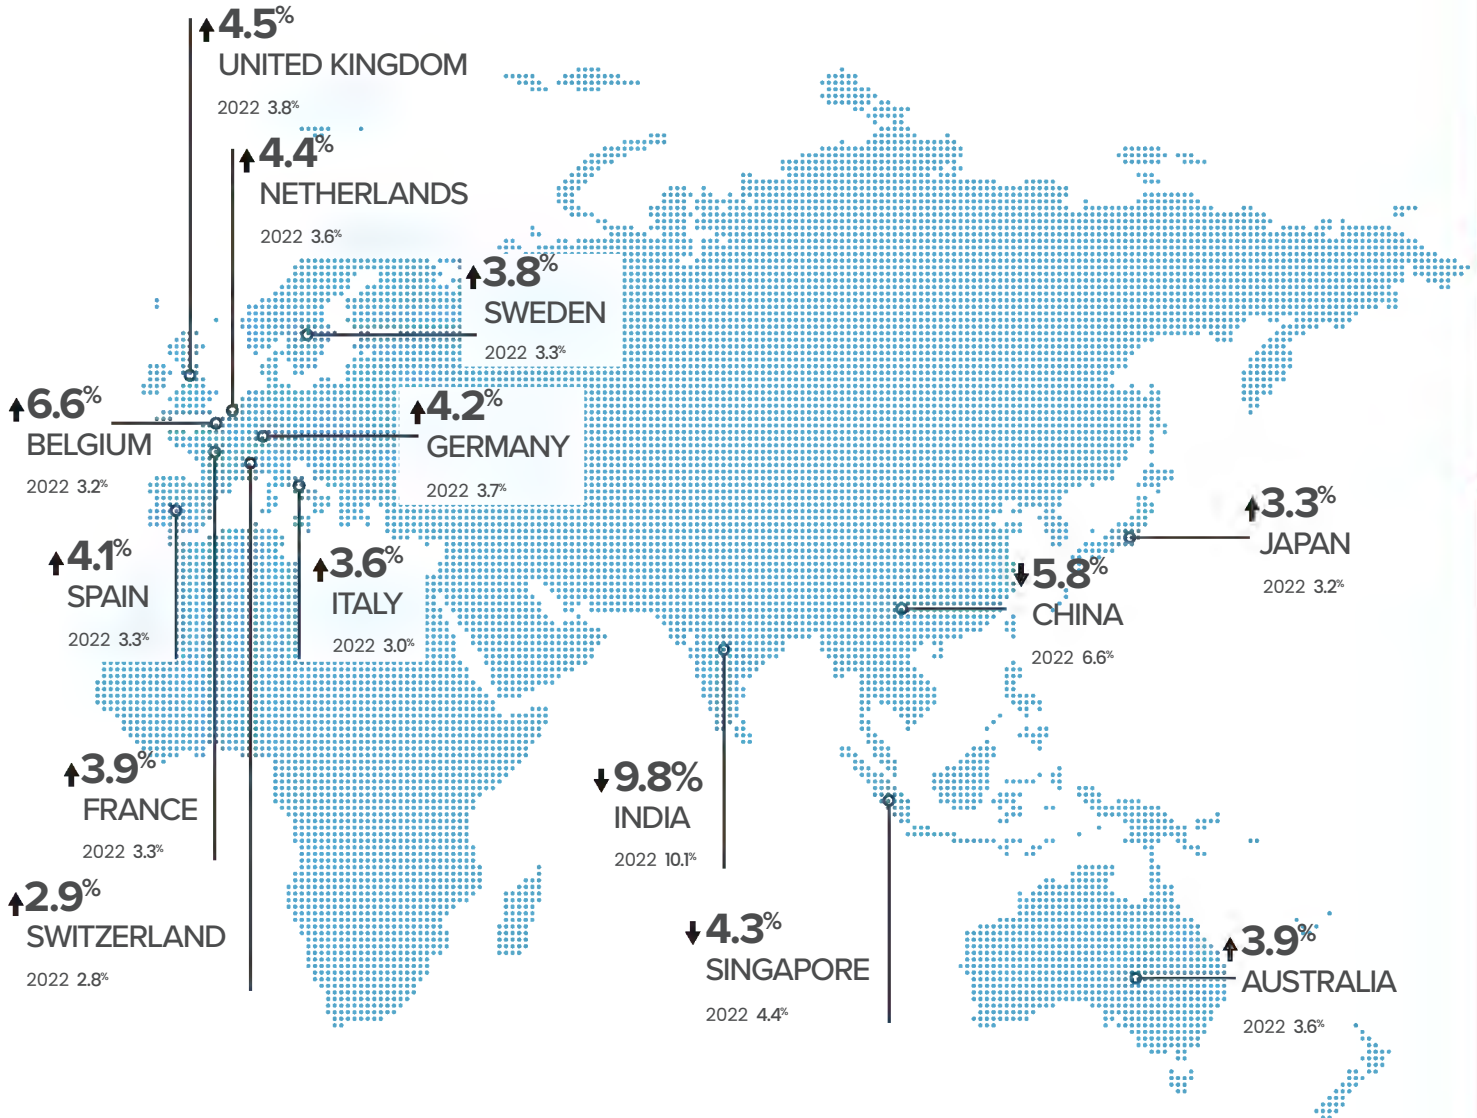 4.5%
UNITED KINGDOM
2022 3.8%
4.4%
NETHERLANDS
2022 3.6%
3.8%
SWEDEN
2022 3.3%
6.6%
BELGIUM
2022 3.2%
4.2%
GERMANY
2022 3.7%
3.3%
JAPAN
2022 3.2%
4.1%
SPAIN
2022 3.3%
3.6%
ITALY
2022 3.0%
5.8%
CHINA
2022 6.6%
3.9%
FRANCE
2022 3.3%
9.8%
INDIA
2022 10.1%
2.9%
SWITZERLAND
2022 2.8%
4.3%
SINGAPORE
2022 4.4%
3.9%
AUSTRALIA
2022 3.6%